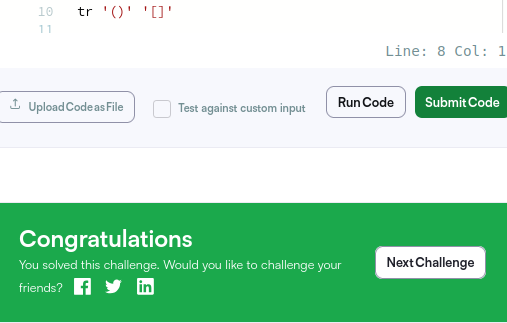 10 tr '()' '[]'
11
Line: 8 Col: 1
Upload Code as File Test against custom input Run Code Submit Code
Congratulations
You solved this challenge. Would you like to challenge your
friends?
Next Challenge